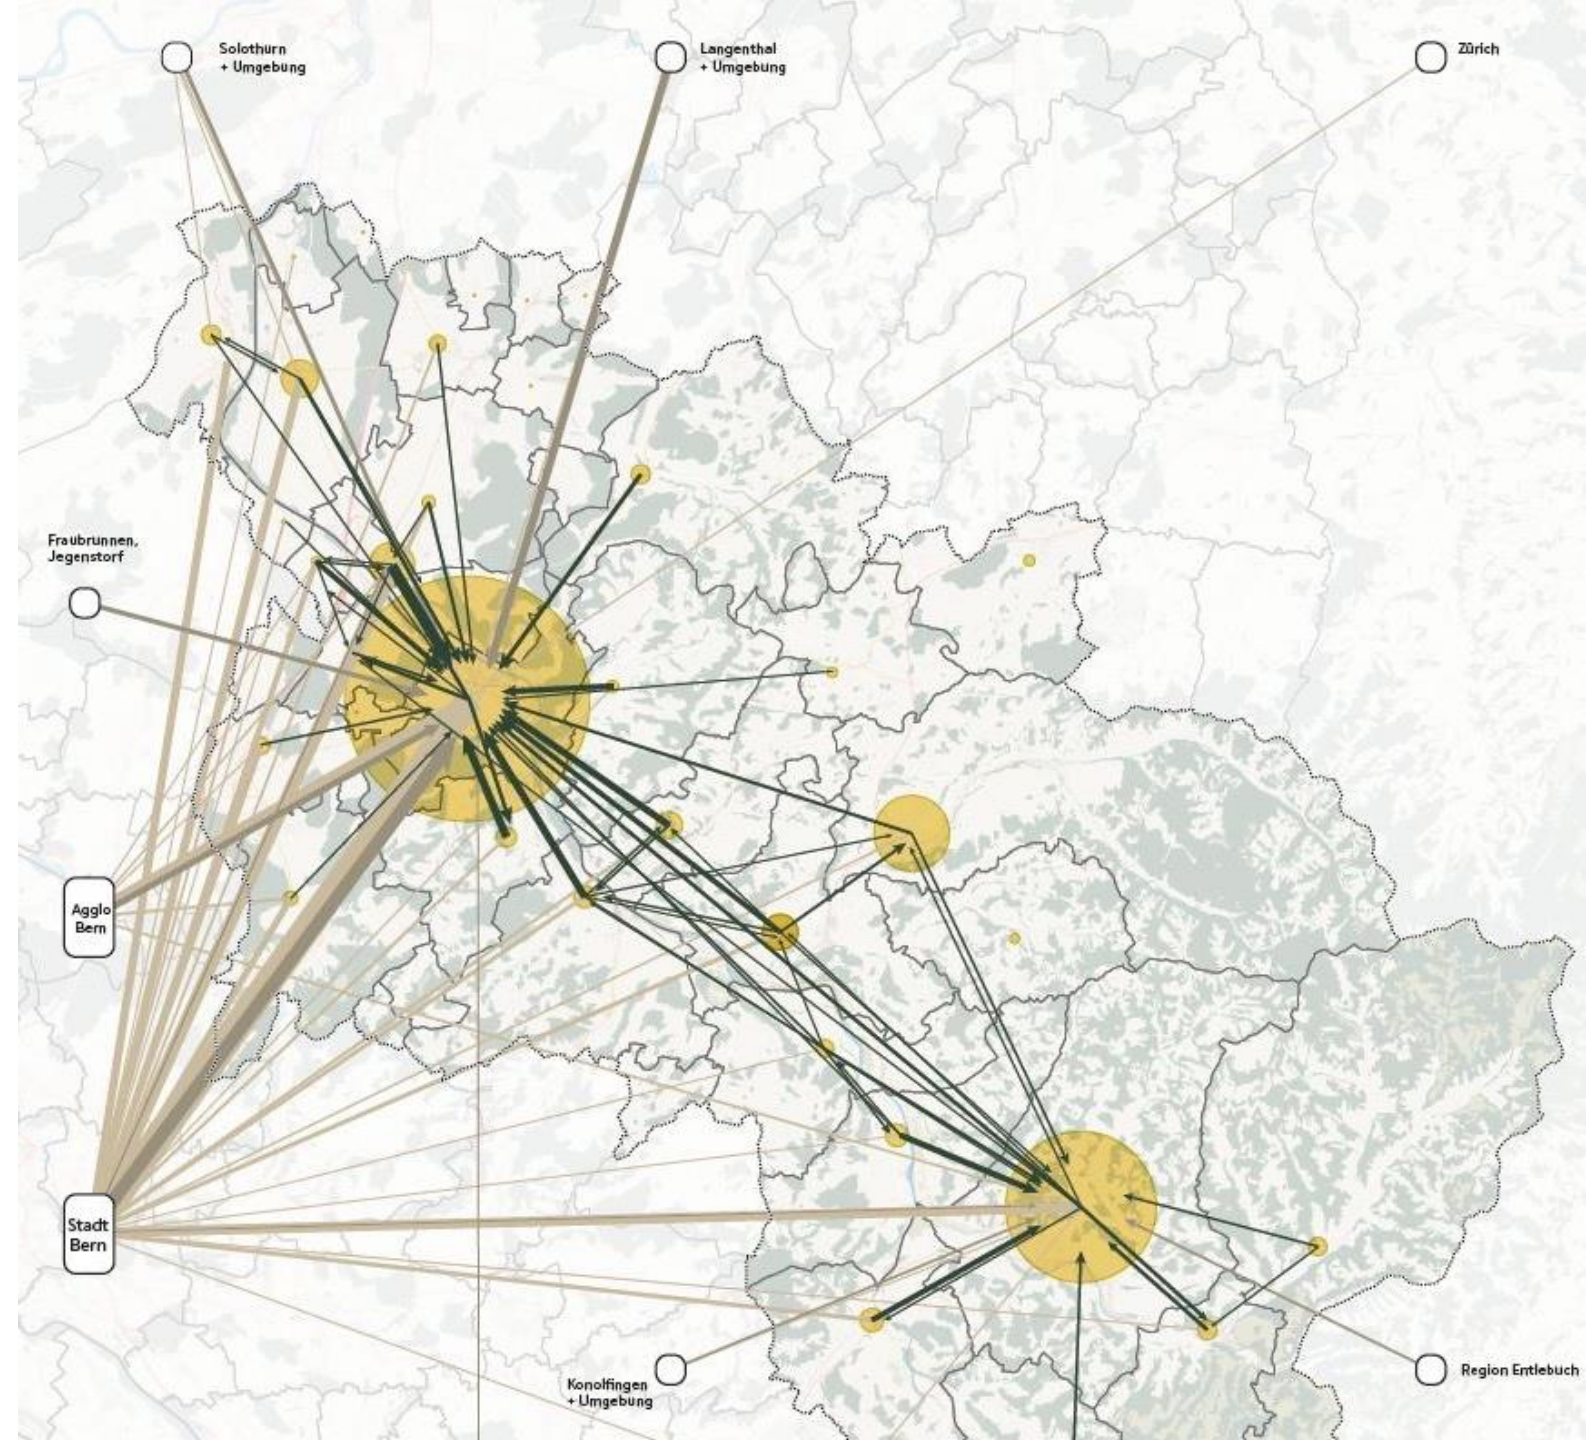 Solothurn
+ Umgebung
Langenthal
+ Umgebung
Zürich
Fraubrunnen,
Jegenstorf
Agglo
Bern
Stadt
Bern
Konolfingen
+ Umgebung
Region Entlebuch